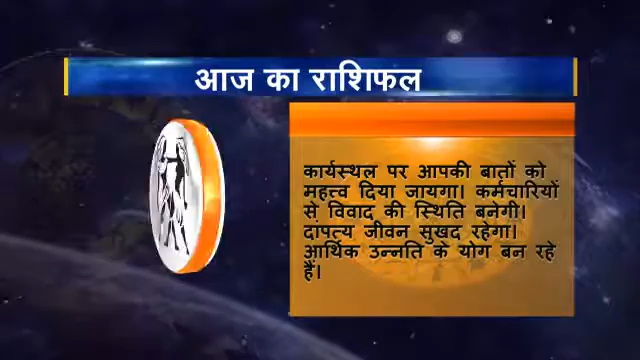 आज का राशिफल
कार्यस्थल पर आपकी बातों को
महत्त्व दिया जायगा। कर्मचारियों
से विवाद की स्थिति बनेगी।
दांपत्य जीवन सुखद रहेगा।
आर्थिक उन्नति के योग बन रहे
हैं।